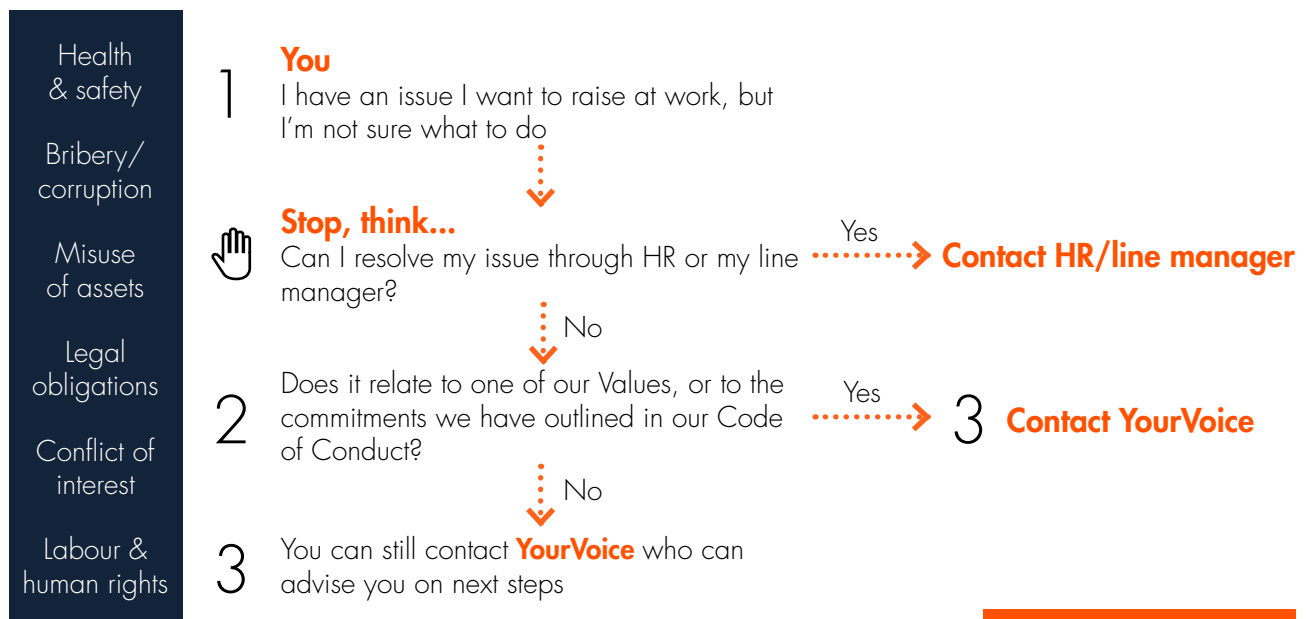 Health
& safety
Bribery/
corruption
Misuse
of assets
Legal
obligations
Conflict of
interest
Labour &
human rights
1
You
I have an issue I want to raise at work, but
I'm not sure what to do
Stop, think...
Can I resolve my issue through HR or my line
manager?
Yes
Contact HR/line manager
No
2
Does it relate to one of our Values, or to the
commitments we have outlined in our Code
of Conduct?
Yes
3 Contact YourVoice
No
3
You can still contact YourVoice who can
advise you on next steps